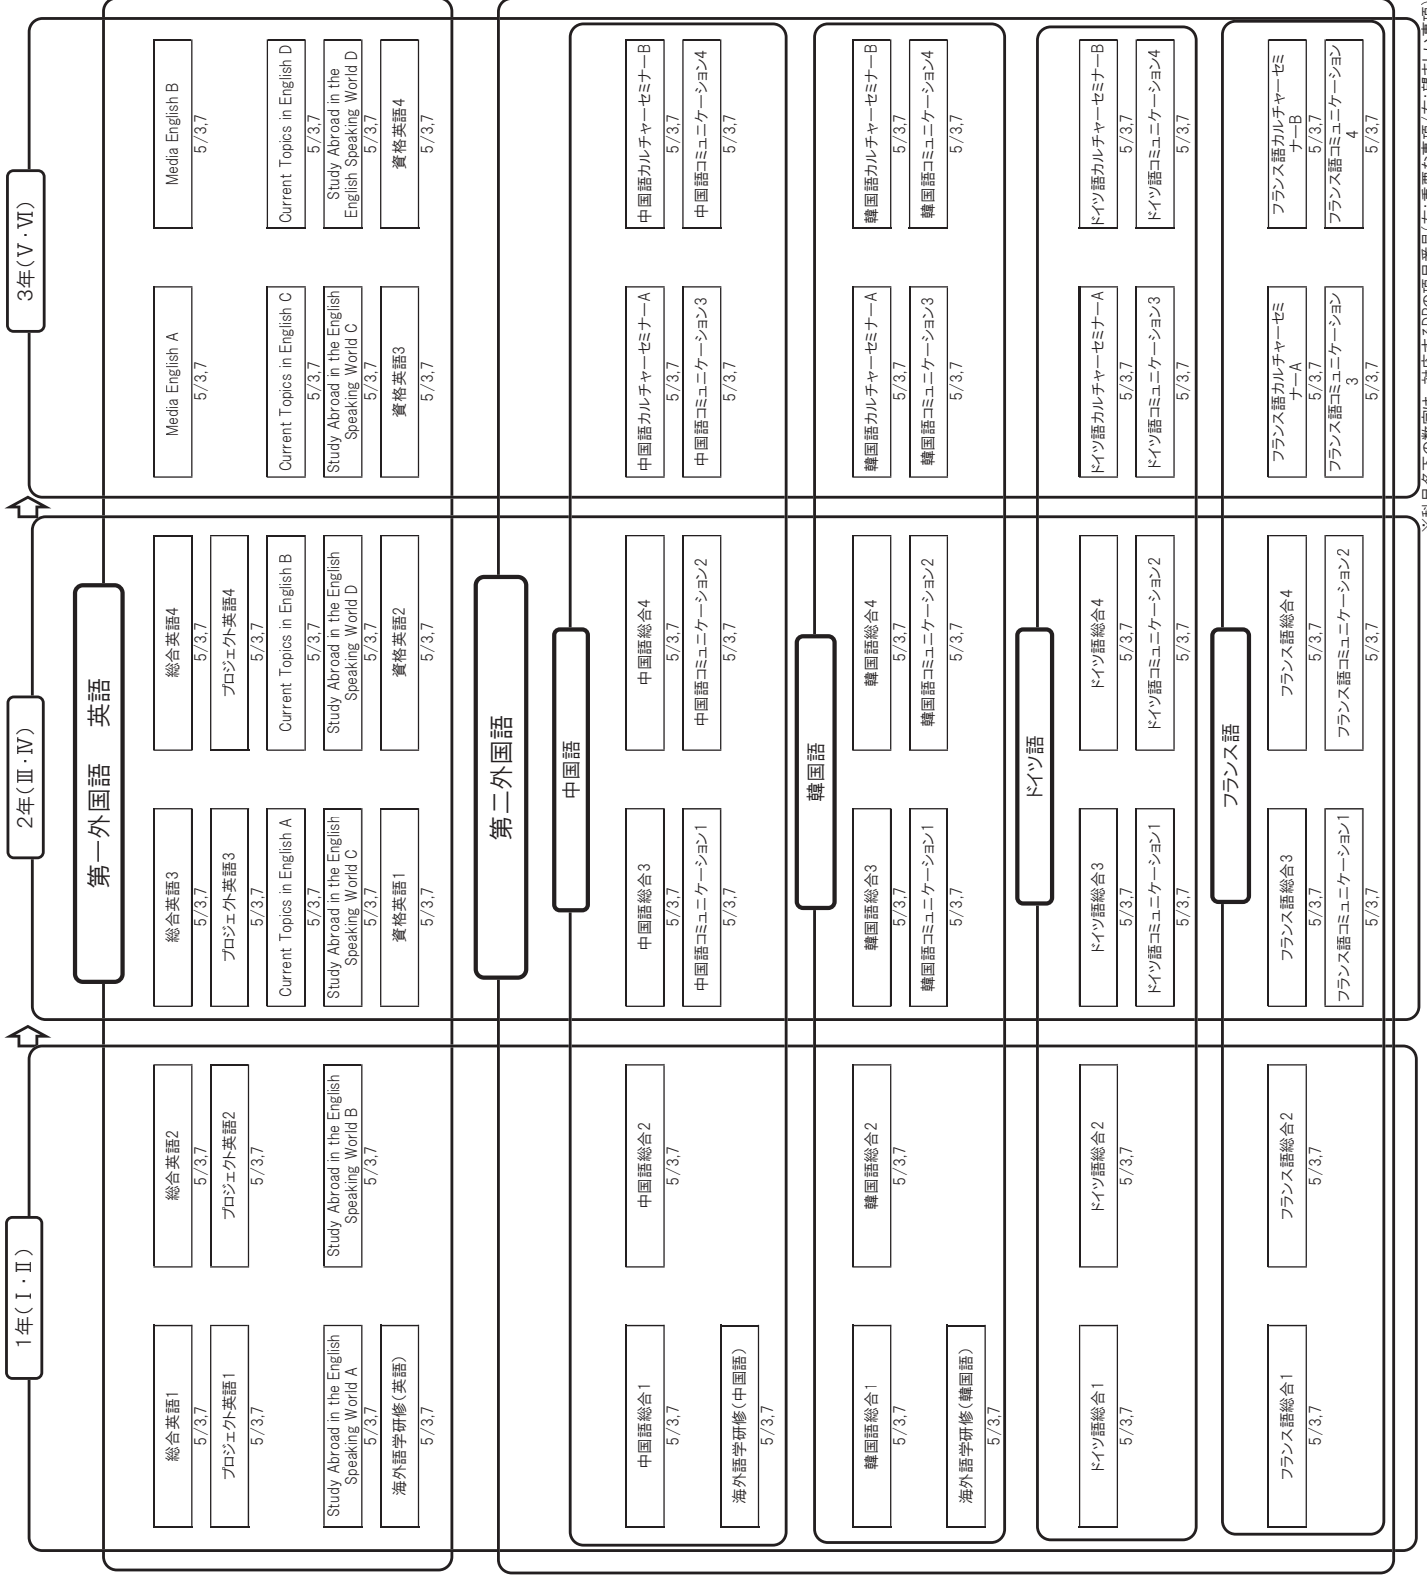 1年(Ⅰ・Ⅱ)
2年(Ⅲ・Ⅳ)
3年(Ⅴ・Ⅵ)
第一外国語　英語
総合英語1
5/3,7
総合英語2
5/3,7
総合英語3
5/3,7
総合英語4
5/3,7
Media English A
5/3,7
Media English B
5/3,7
プロジェクト英語1
5/3,7
プロジェクト英語2
5/3,7
プロジェクト英語3
5/3,7
プロジェクト英語4
5/3,7
Current Topics in English A
5/3,7
Current Topics in English B
5/3,7
Current Topics in English C
5/3,7
Current Topics in English D
5/3,7
Study Abroad in the English
Speaking World A
5/3,7
Study Abroad in the English
Speaking World B
5/3,7
Study Abroad in the English
Speaking World C
5/3,7
Study Abroad in the English
Speaking World D
5/3,7
Study Abroad in the English
Speaking World C
5/3,7
Study Abroad in the
English Speaking World D
5/3,7
海外語学研修(英語)
5/3,7
資格英語1
5/3,7
資格英語2
5/3,7
資格英語3
5/3,7
資格英語4
5/3,7
第二外国語
中国語
中国語総合1
5/3,7
中国語総合2
5/3,7
中国語総合3
5/3,7
中国語総合4
5/3,7
中国語カルチャーセミナーA
5/3,7
中国語カルチャーセミナーB
5/3,7
中国語コミュニケーション1
5/3,7
中国語コミュニケーション2
5/3,7
中国語コミュニケーション3
5/3,7
中国語コミュニケーション4
5/3,7
海外語学研修(中国語)
5/3,7
韓国語
韓国語総合1
5/3,7
韓国語総合2
5/3,7
韓国語総合3
5/3,7
韓国語総合4
5/3,7
韓国語カルチャーセミナーA
5/3,7
韓国語カルチャーセミナーB
5/3,7
韓国語コミュニケーション1
5/3,7
韓国語コミュニケーション2
5/3,7
韓国語コミュニケーション3
5/3,7
韓国語コミュニケーション4
5/3,7
海外語学研修(韓国語)
5/3,7
ドイツ語
ドイツ語総合1
5/3,7
ドイツ語総合2
5/3,7
ドイツ語総合3
5/3,7
ドイツ語総合4
5/3,7
ドイツ語カルチャーセミナーA
5/3,7
ドイツ語カルチャーセミナーB
5/3,7
ドイツ語コミュニケーション1
5/3,7
ドイツ語コミュニケーション2
5/3,7
ドイツ語コミュニケーション3
5/3,7
ドイツ語コミュニケーション4
5/3,7
フランス語
フランス語総合1
5/3,7
フランス語総合2
5/3,7
フランス語総合3
5/3,7
フランス語総合4
5/3,7
フランス語カルチャーセミ
ナーA
5/3,7
フランス語カルチャーセミ
ナーB
5/3,7
フランス語コミュニケーション1
5/3,7
フランス語コミュニケーション2
5/3,7
フランス語コミュニケーション
3
5/3,7
フランス語コミュニケーション
4
5/3,7